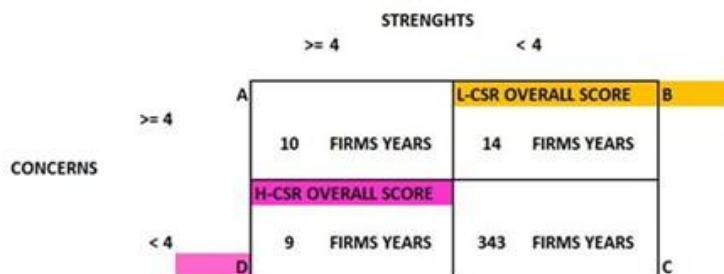 STRENGHTS
>= 4 < 4
A L-CSR OVERALL SCORE B
>= 4
10 FIRMS YEARS 14 FIRMS YEARS
CONCERNS
H-CSR OVERALL SCORE
< 4 9 FIRMS YEARS 343 FIRMS YEARS
D C